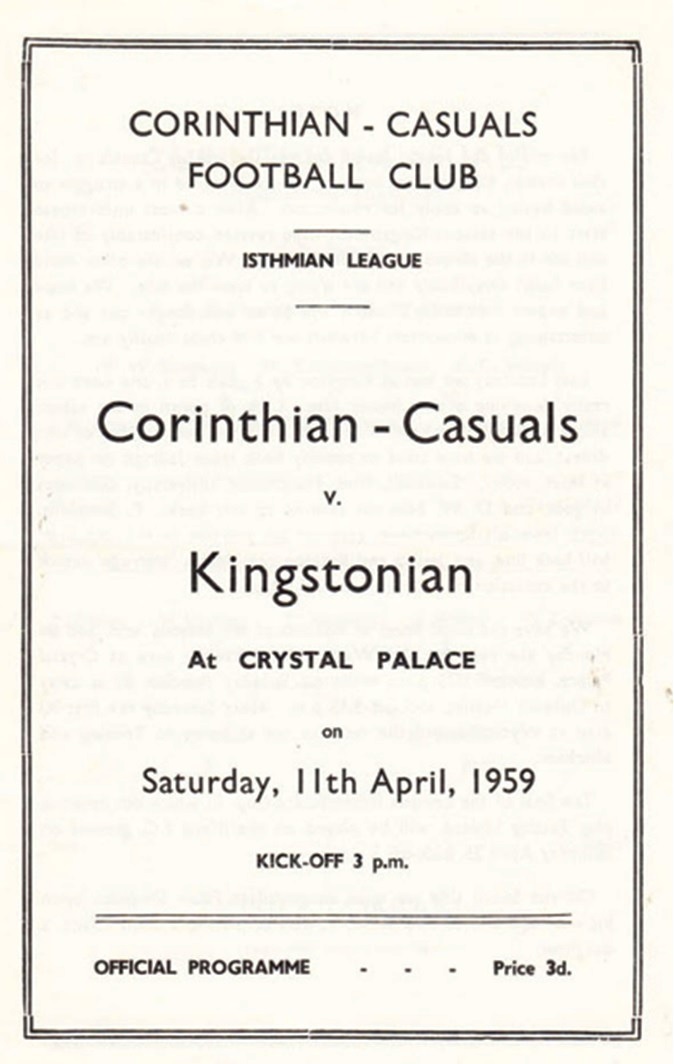 CORINTHIAN - CASUALS
FOOTBALL CLUB
ISTHMIAN LEAGUE
Corinthian - Casuals
v.
Kingstonian
At CRYSTAL PALACE
on
Saturday, 11th April, 1959
KICK-OFF 3 p.m.
OFFICIAL PROGRAMME - - - Price 3d.